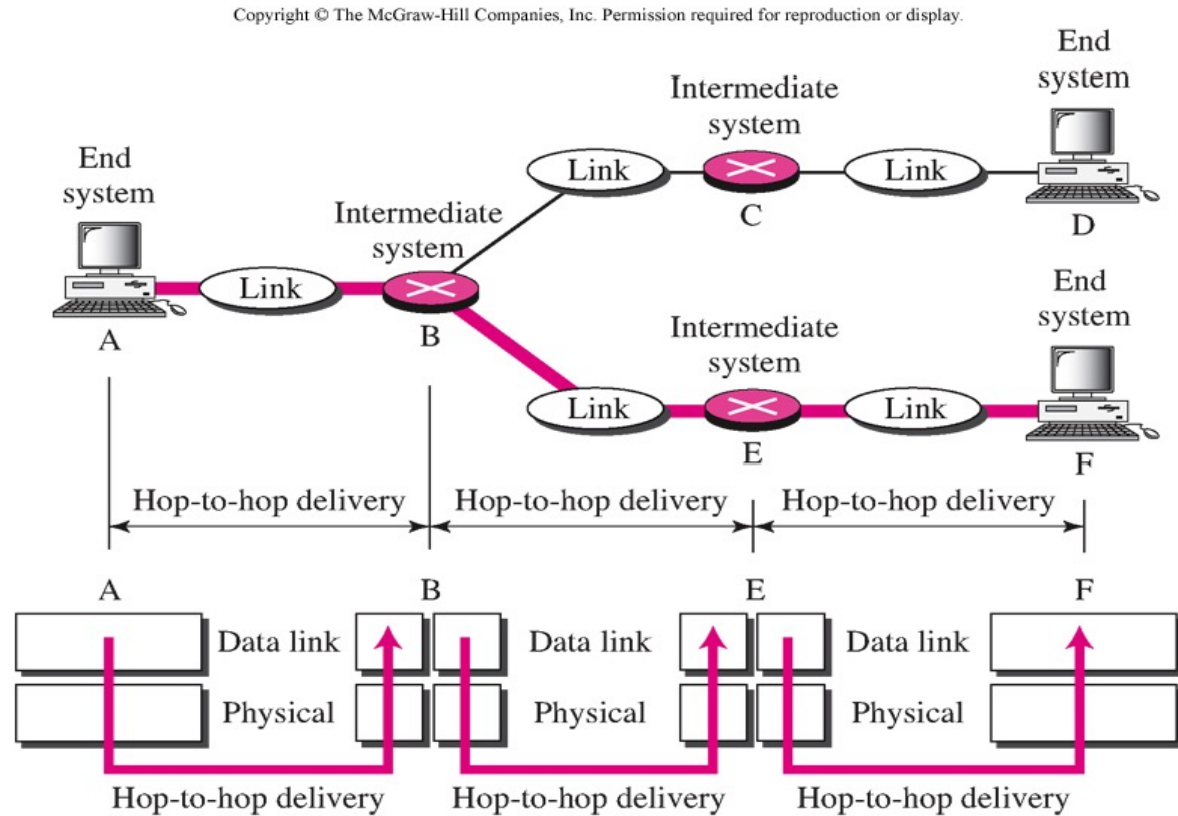 Copyright © The McGraw-Hill Companies, Inc. Permission required for reproduction or display.
End
system
Intermediate
system
End
system
Link
Link
C
D
Intermediate
system
Link
A
B
End
system
Intermediate
system
Link
Link
E
F
Hop-to-hop delivery
Hop-to-hop delivery
Hop-to-hop delivery
A
B
E
F
Data link
Data link
Data link
Physical
Physical
Physical
Hop-to-hop delivery
Hop-to-hop delivery
Hop-to-hop delivery